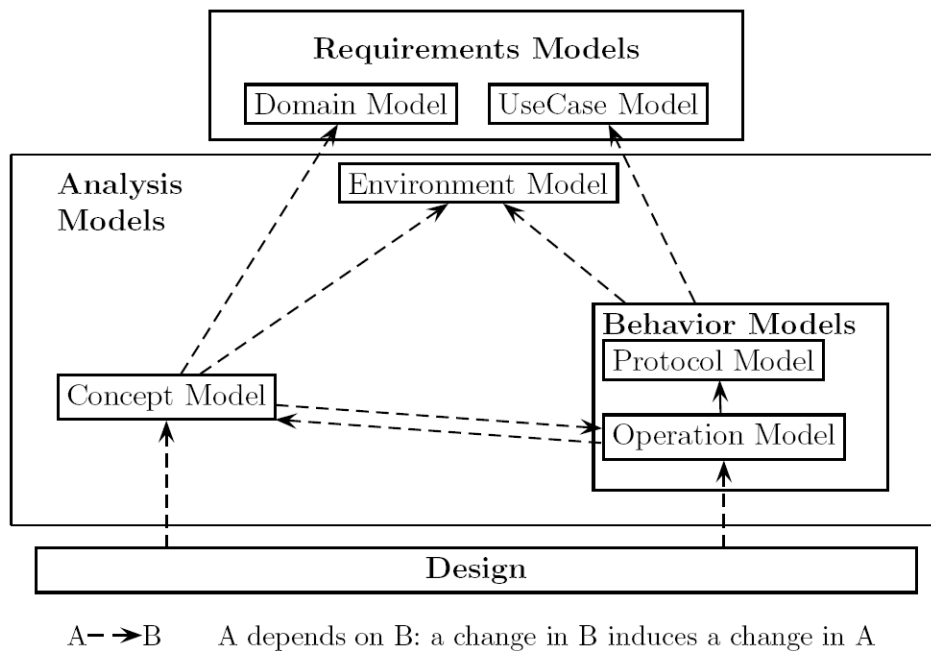 Requirements Models
Domain Model
UseCase Model
Analysis
Models
Environment Model
Behavior Models
Protocol Model
Concept Model
Operation Model
Design
A B A depends on B: a change in B induces a change in A